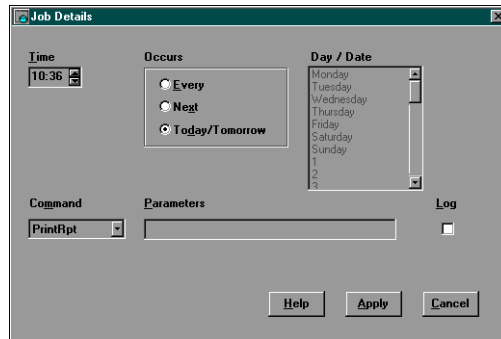 Job Details
Time
Occurs
Day / Date
10:36
Every
Next
Today/Tomorrow
Monday
Tuesday
Wednesday
Thursday
Friday
Saturday
Sunday
1
2
3
Command
Parameters
Log
PrintRpt
Help
Apply
Cancel